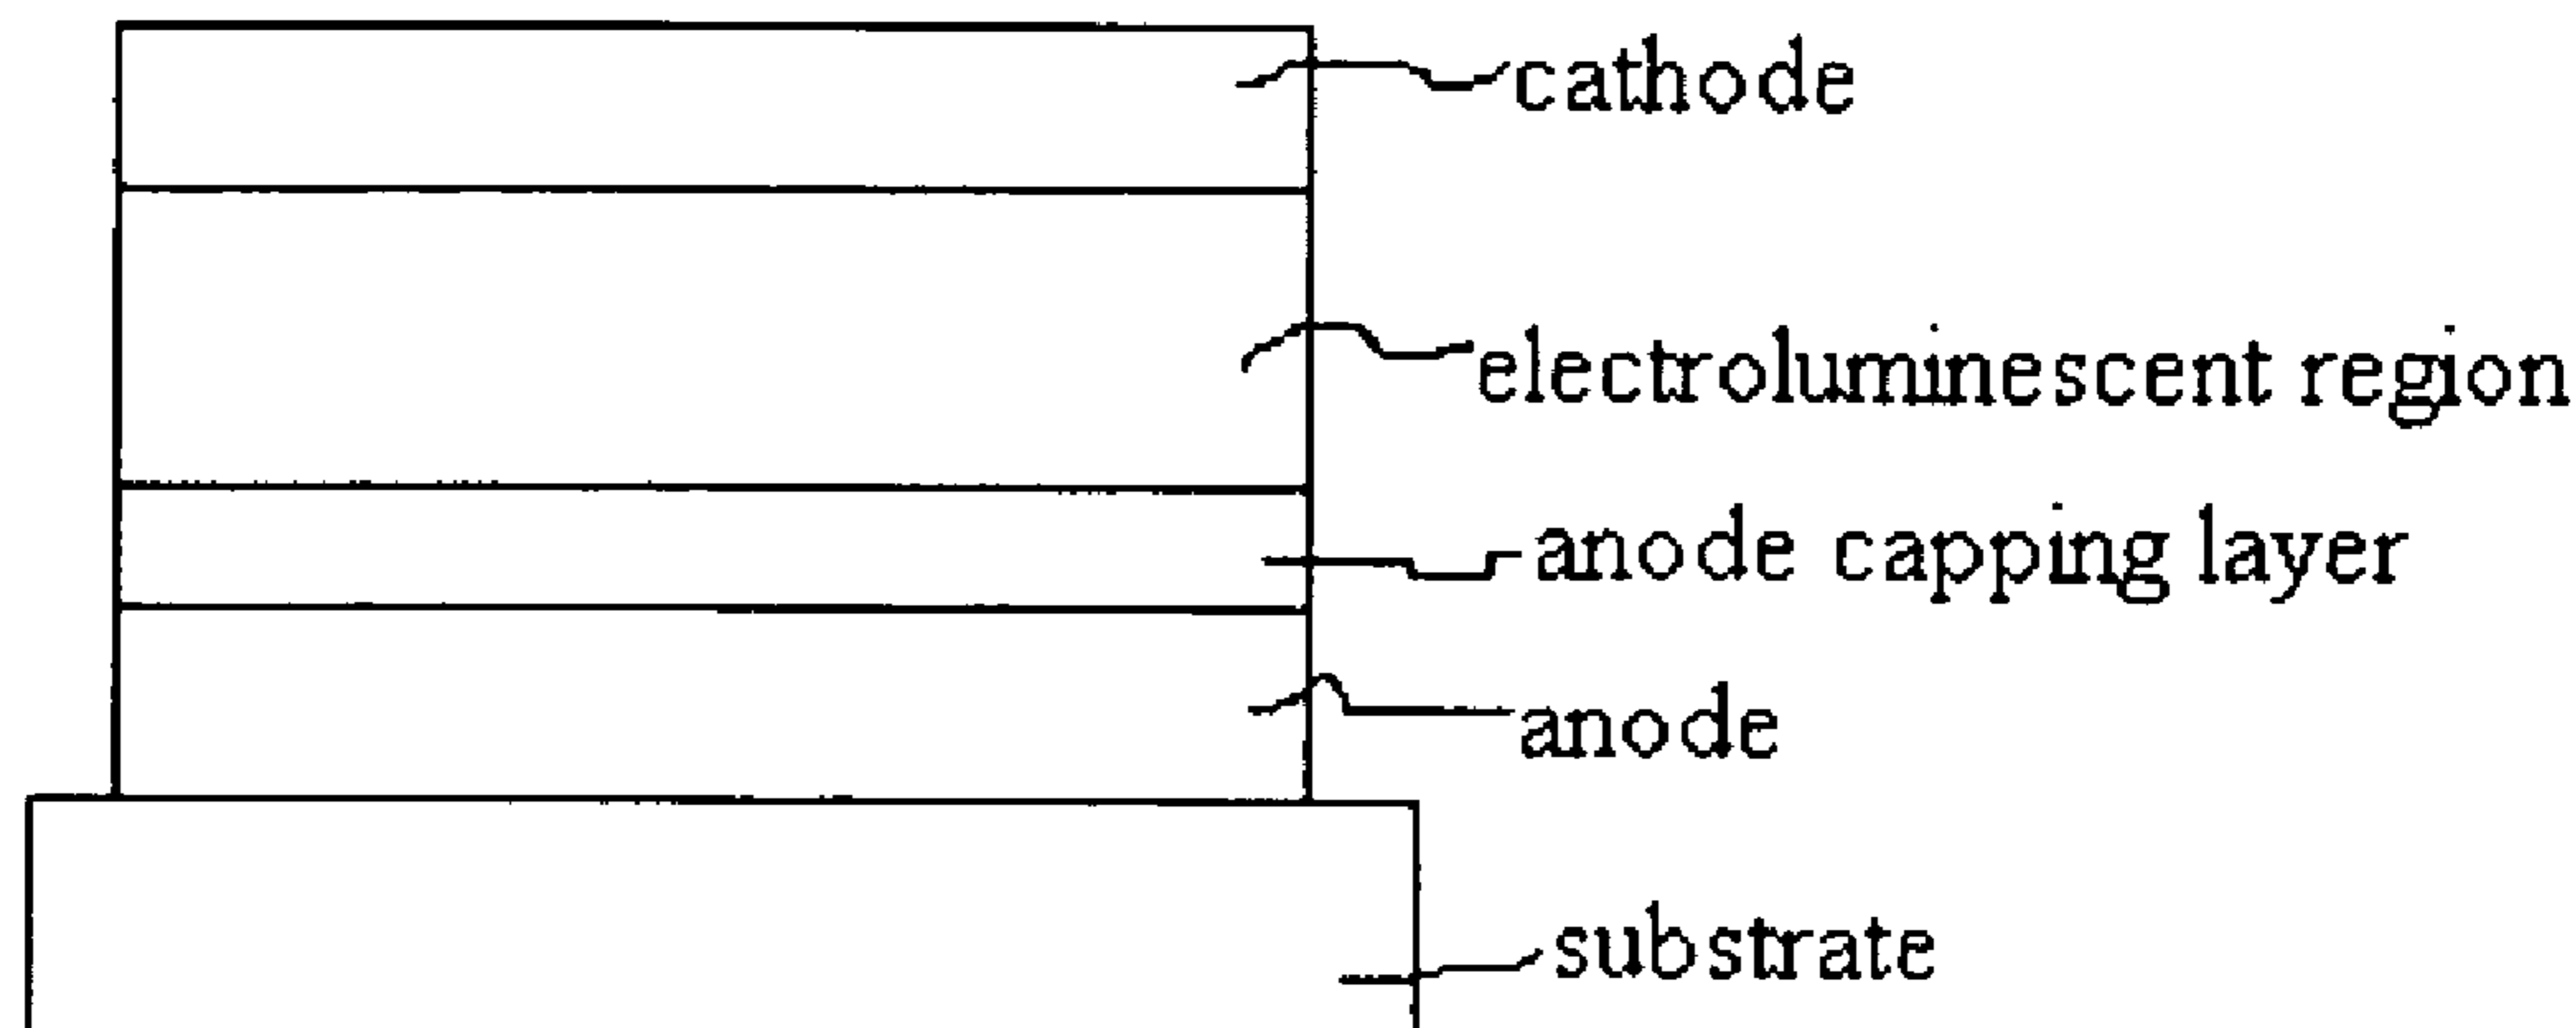 cathode
electroluminescent region
anode capping layer
anode
substrate